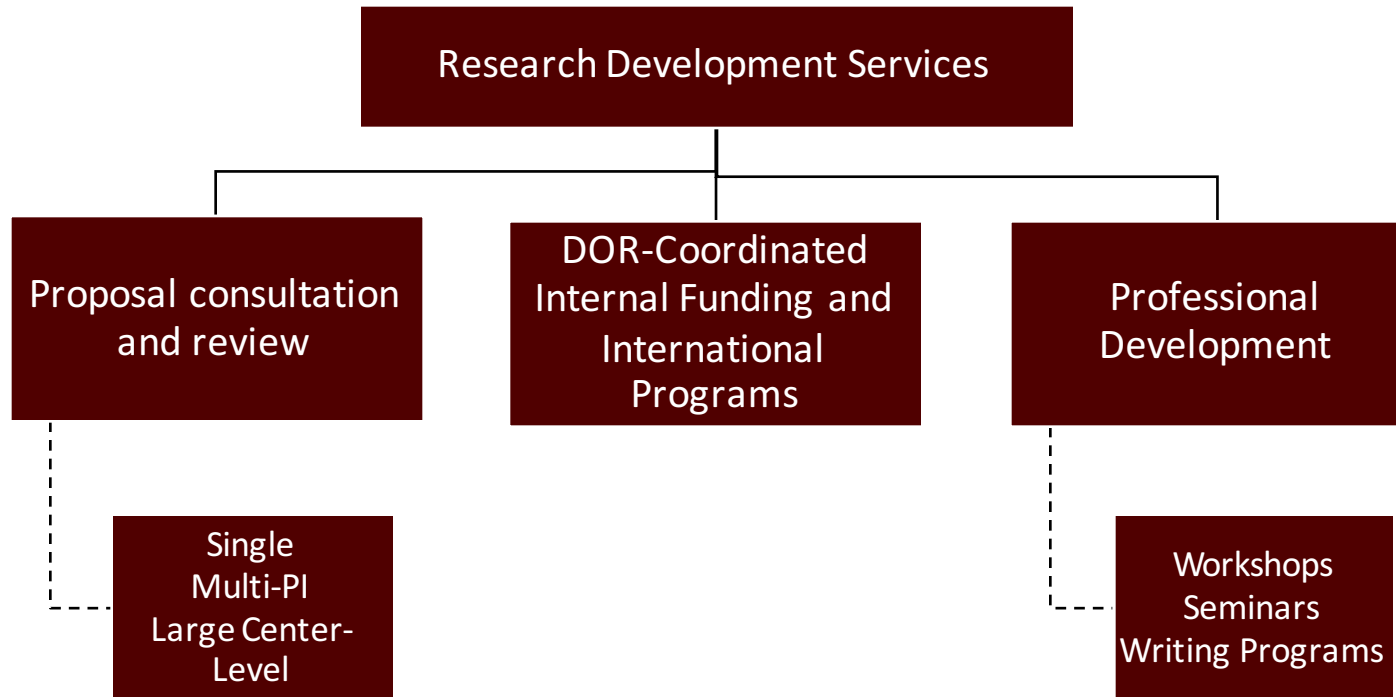 Research Development Services
Proposal consultation
and review
DOR-Coordinated
Internal Funding and
International
Programs
Professional
Development
Single
Multi-PI
Large Center-
Level
Workshops
Seminars
Writing Programs